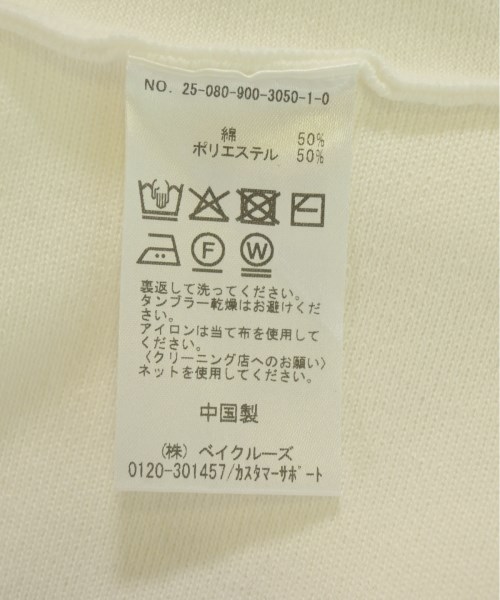 NO. 25-080-900-3050-1-0
綿 50%
ポリエステル 50%
F
W
裏返して洗ってください。
タンブラー乾燥はお避けくだ
さい。
アイロンは当て布を使用して
ください。
〈クリーニング店へのお願い〉
ネットを使用してください。
中国製
(株) ベイクルーズ
0120-301457/ｶｽﾀﾏｰｻﾎﾟｰﾄ